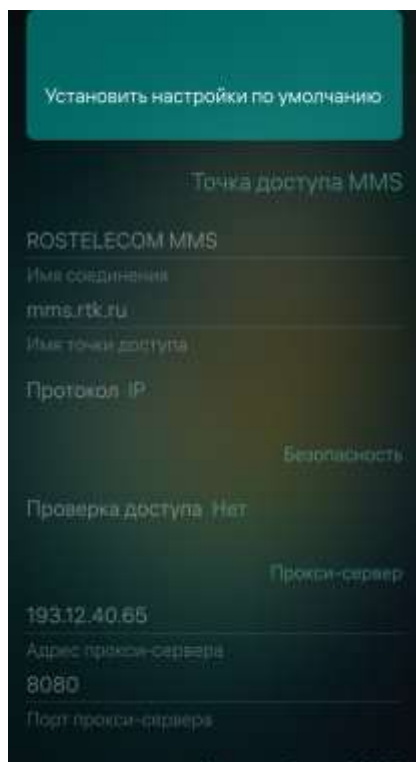 Установить настройки по умолчанию
Точка доступа MMS
ROSTELECOM MMS
Имя соединения
mms.rtk.ru
Имя точки доступа
Протокол IP
Безопасность
Проверка доступа Нет
Прокси-сервер
193.12.40.65
Адрес прокси-сервера
8080
Порт прокси-сервера